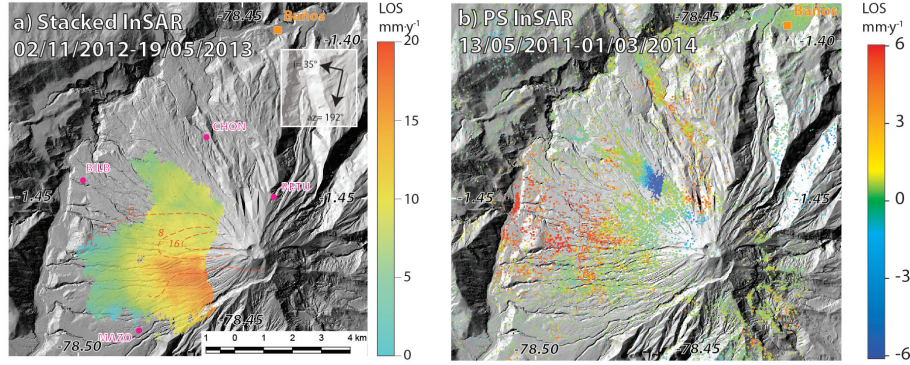 a) Stacked InSAR
02/11/2012-19/05/2013
-78.45
Baños
-1.40
i=35°
az= 192°
CHON
BILB
RETU
-1.45
8
16
MAZO
-78.45
-78.50
1 0 1 2 3 4 km
LOS
mm·y⁻¹
20
15
10
5
0
b) PS InSAR
13/05/2011-01/03/2014
-78.45
Baños
-1.40
-1.45
-1.45
-78.45
-78.50
LOS
mm·y⁻¹
6
3
0
-3
-6